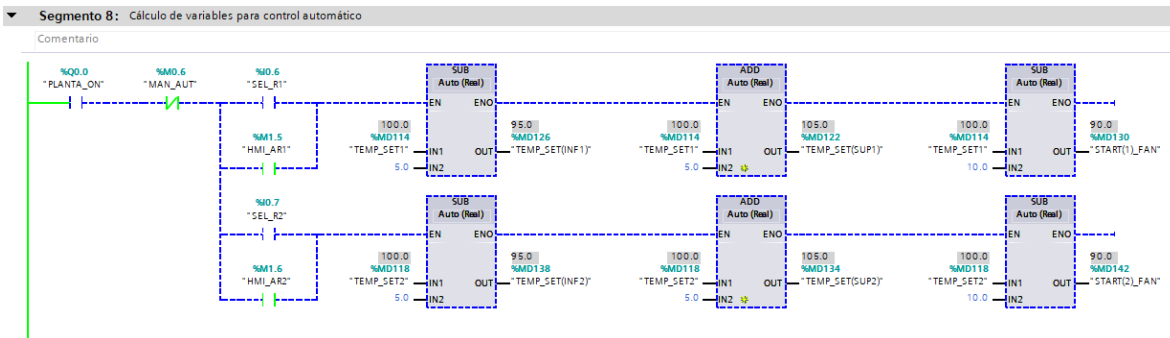 Segmento 8: Cálculo de variables para control automático
Comentario
%Q0.0 %M0.6 %I0.6 SUB ADD SUB
"PLANTA_ON" "MAN_AUT" "SEL_R1" Auto (Real) Auto (Real) Auto (Real)
EN ENO EN ENO EN ENO
100.0 95.0 100.0 105.0 100.0 90.0
%M1.5 %MD114 %MD126 %MD114 %MD122 %MD114 %MD130
"HMI_AR1" "TEMP_SET1" IN1 OUT "TEMP_SET(INF1)" "TEMP_SET1" IN1 OUT "TEMP_SET(SUP1)" "TEMP_SET1" IN1 OUT "START(1)_FAN"
5.0 IN2 5.0 IN2 10.0 IN2
%I0.7 SUB ADD SUB
"SEL_R2" Auto (Real) Auto (Real) Auto (Real)
EN ENO EN ENO EN ENO
100.0 95.0 100.0 105.0 100.0 90.0
%M1.6 %MD118 %MD138 %MD118 %MD134 %MD118 %MD142
"HMI_AR2" "TEMP_SET2" IN1 OUT "TEMP_SET(INF2)" "TEMP_SET2" IN1 OUT "TEMP_SET(SUP2)" "TEMP_SET2" IN1 OUT "START(2)_FAN"
5.0 IN2 5.0 IN2 10.0 IN2